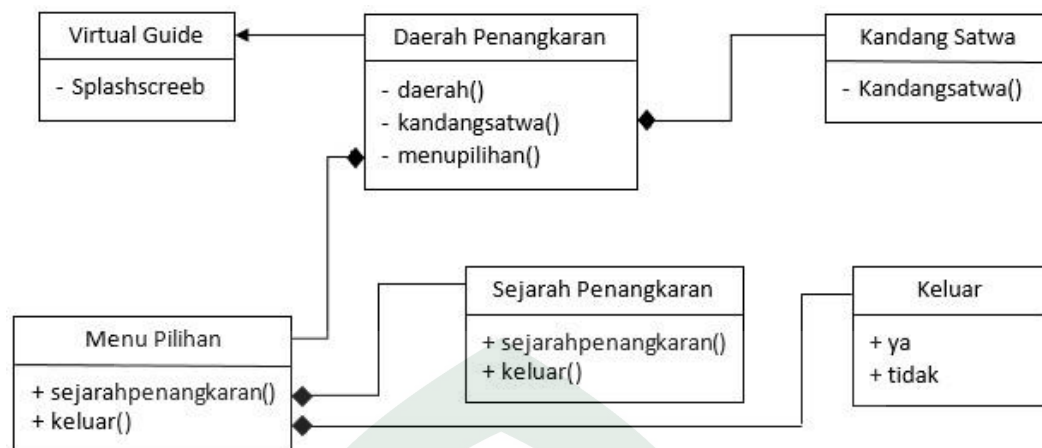 Virtual Guide
- Splashscreeb
Daerah Penangkaran
- daerah()
- kandangsatwa()
- menupilihan()
Kandang Satwa
- Kandangsatwa()
Menu Pilihan
+ sejarahpenangkaran()
+ keluar()
Sejarah Penangkaran
+ sejarahpenangkaran()
+ keluar()
Keluar
+ ya
+ tidak